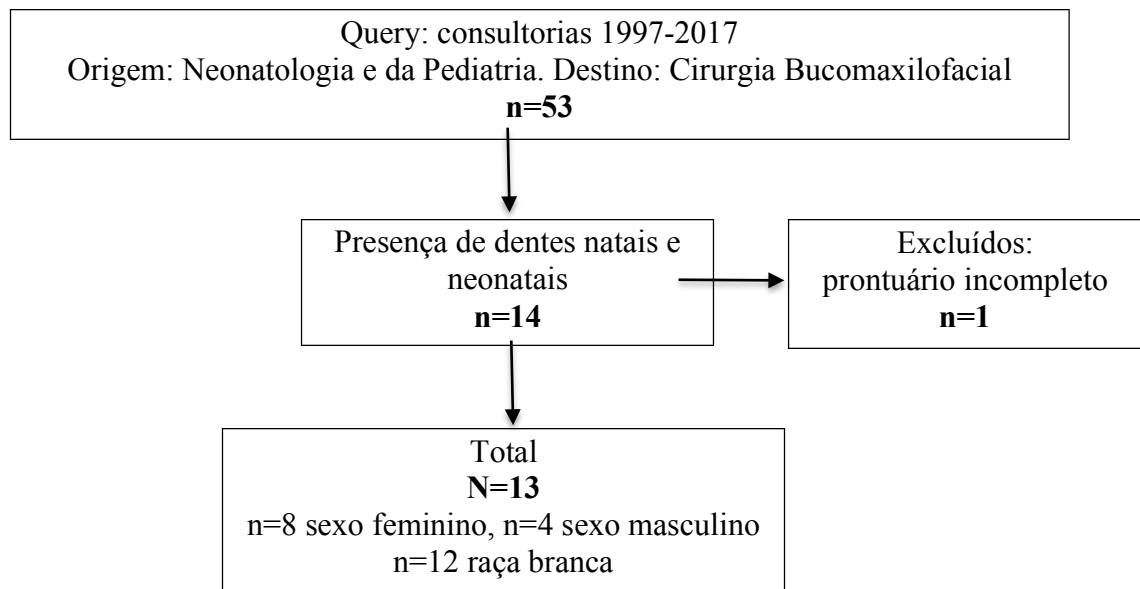 Query: consultorias 1997-2017
Origem: Neonatologia e da Pediatria. Destino: Cirurgia Bucomaxilofacial
n=53
Presença de dentes natais e
neonatais
n=14
Excluídos:
prontuário incompleto
n=1
Total
N=13
n=8 sexo feminino, n=4 sexo masculino
n=12 raça branca